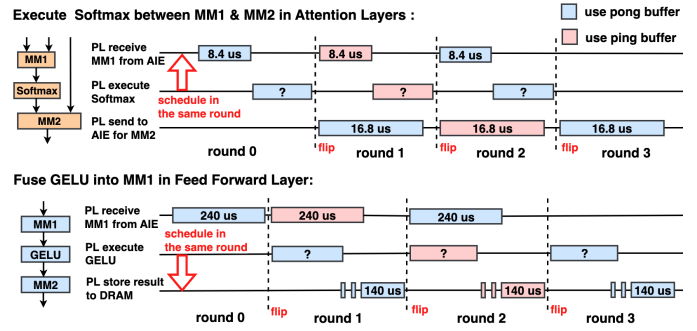 Execute Softmax between MM1 & MM2 in Attention Layers :
use pong buffer
use ping buffer
MM1
Softmax
MM2
PL receive
MM1 from AIE
8.4 us
8.4 us
8.4 us
PL execute
Softmax
?
?
?
schedule in
the same round
PL send to
AIE for MM2
16.8 us
16.8 us
16.8 us
round 0
flip
round 1
flip
round 2
flip
round 3
Fuse GELU into MM1 in Feed Forward Layer:
MM1
GELU
MM2
PL receive
MM1 from AIE
240 us
240 us
240 us
schedule in
the same round
PL execute
GELU
?
?
?
PL store result
to DRAM
140 us
140 us
140 us
round 0
flip
round 1
flip
round 2
flip
round 3